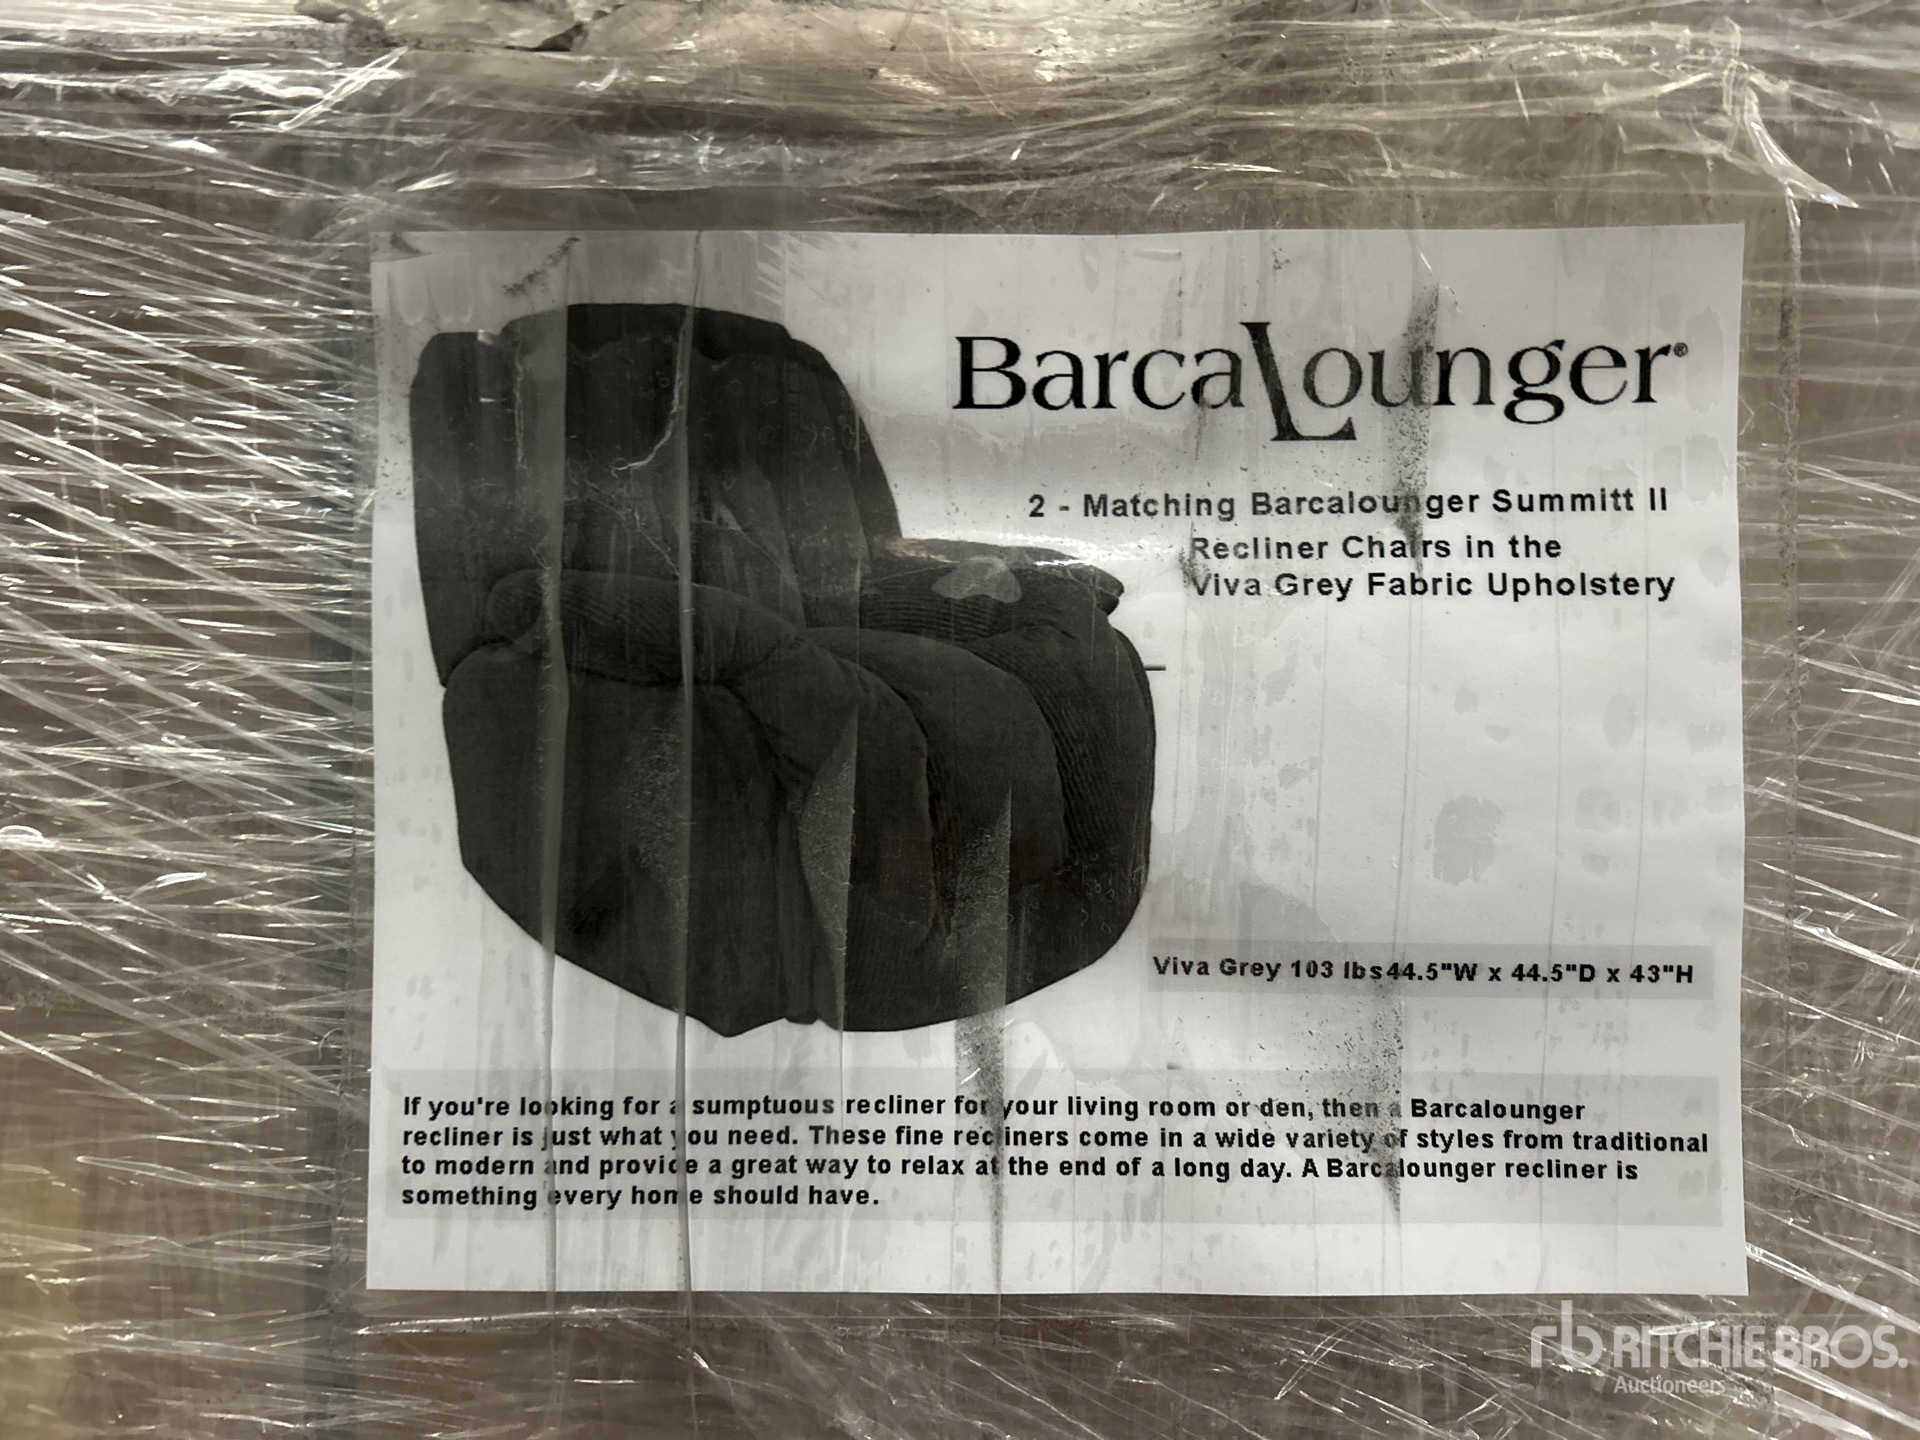 BarcaLounger®
2 - Matching Barcalounger Summitt II
Recliner Chairs in the
Viva Grey Fabric Upholstery
Viva Grey 103 lbs 44.5"W x 44.5"D x 43"H
If you're looking for a sumptuous recliner for your living room or den, then a Barcalounger
recliner is just what you need. These fine recliners come in a wide variety of styles from traditional
to modern and provide a great way to relax at the end of a long day. A Barcalounger recliner is
something every home should have.
rb RITCHIE BROS.
Auctioneers